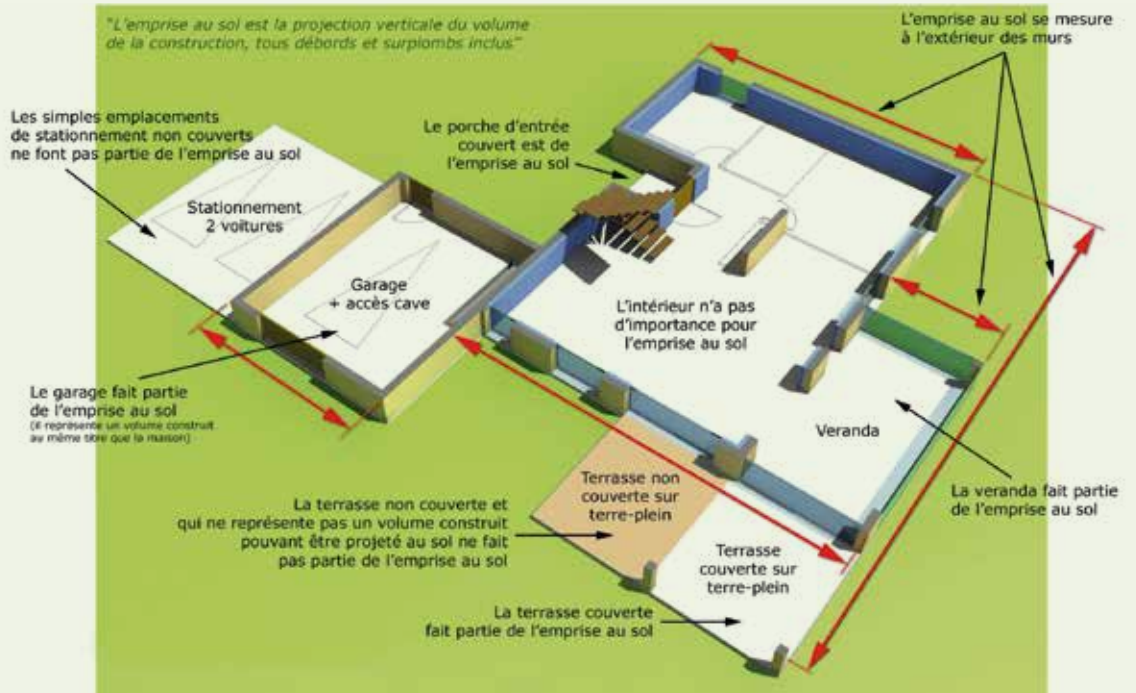 "L'emprise au sol est la projection verticale du volume
de la construction, tous débords et surplombs inclus"
L'emprise au sol se mesure
à l'extérieur des murs
Les simples emplacements
de stationnement non couverts
ne font pas partie de l'emprise au sol
Le porche d'entrée
couvert est de
l'emprise au sol
Stationnement
2 voitures
Garage
+ accès cave
L'intérieur n'a pas
d'importance pour
l'emprise au sol
Le garage fait partie
de l'emprise au sol
(il représente un volume construit
au même titre que la maison)
Veranda
Terrasse non
couverte sur
terre-plein
La veranda fait partie
de l'emprise au sol
La terrasse non couverte et
qui ne représente pas un volume construit
pouvant être projeté au sol ne fait
pas partie de l'emprise au sol
Terrasse
couverte sur
terre-plein
La terrasse couverte
fait partie de l'emprise au sol